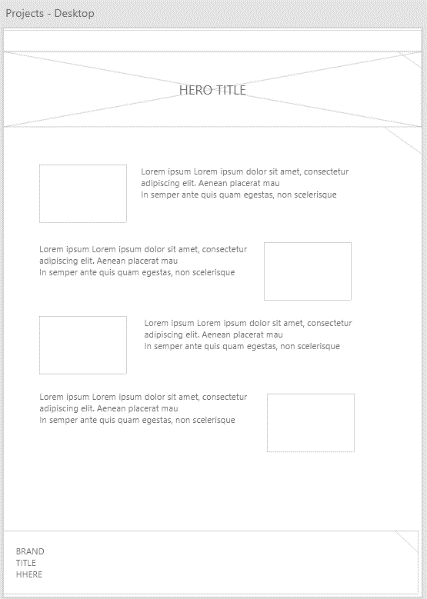 Projects - Desktop
HERO TITLE
Lorem ipsum Lorem ipsum dolor sit amet, consectetur
adipiscing elit. Aenean placerat mau
In semper ante quis quam egestas, non scelerisque
Lorem ipsum Lorem ipsum dolor sit amet, consectetur
adipiscing elit. Aenean placerat mau
In semper ante quis quam egestas, non scelerisque
Lorem ipsum Lorem ipsum dolor sit amet, consectetur
adipiscing elit. Aenean placerat mau
In semper ante quis quam egestas, non scelerisque
Lorem ipsum Lorem ipsum dolor sit amet, consectetur
adipiscing elit. Aenean placerat mau
In semper ante quis quam egestas, non scelerisque
BRAND
TITLE
HHERE